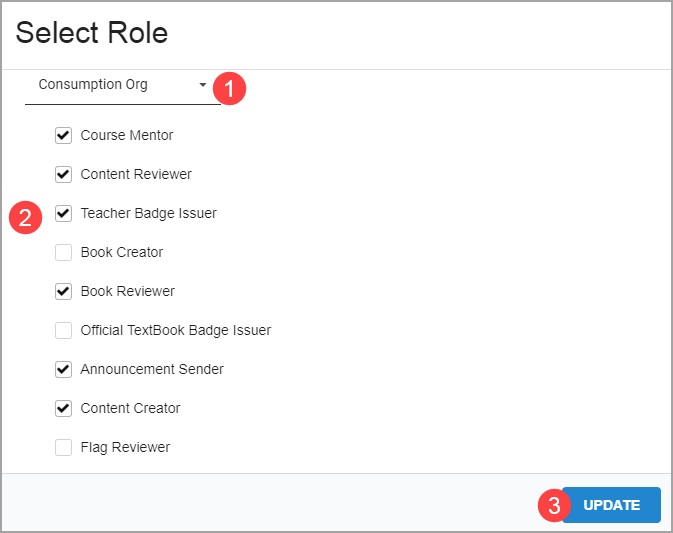 Select Role
Consumption Org 1
Course Mentor
Content Reviewer
2 Teacher Badge Issuer
Book Creator
Book Reviewer
Official TextBook Badge Issuer
Announcement Sender
Content Creator
Flag Reviewer
3 UPDATE